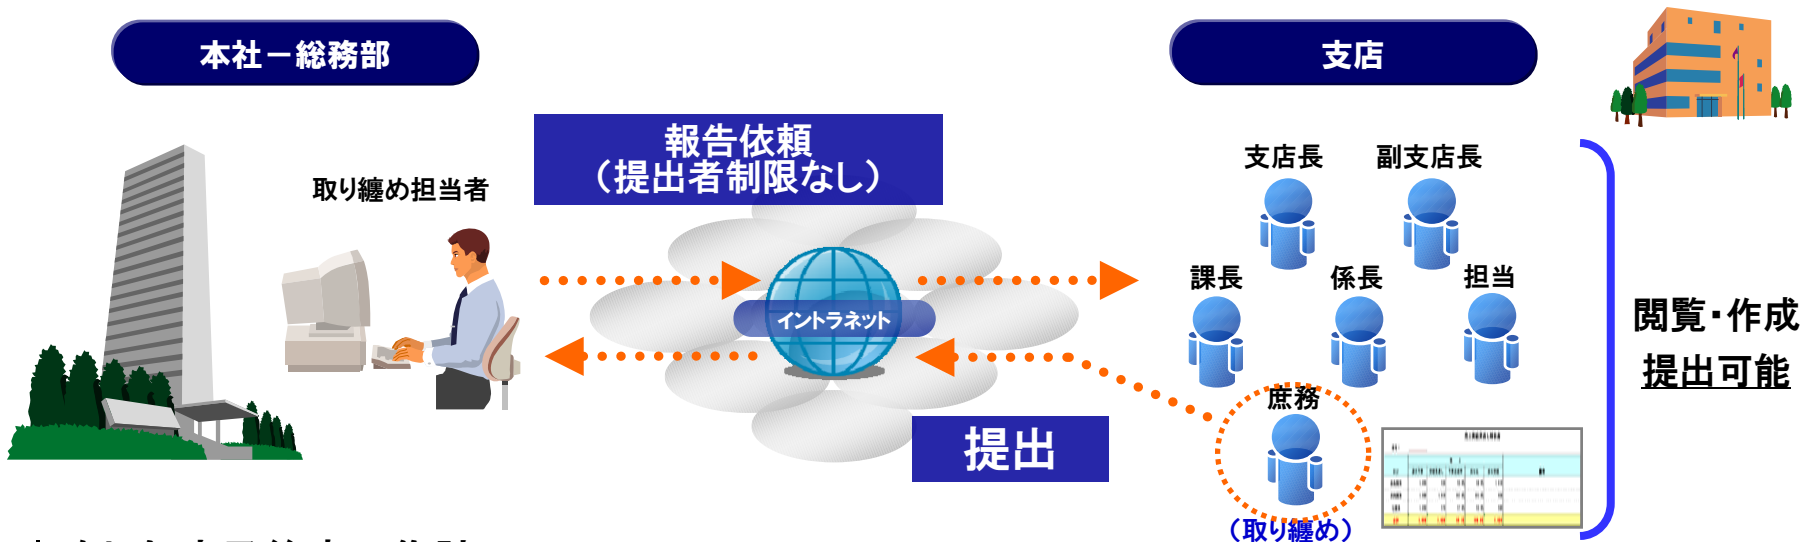 本社－総務部
支店
報告依頼
（提出者制限なし）
取り纏め担当者
支店長
副支店長
課長
係長
担当
イントラネット
閲覧・作成
提出可能
庶務
提出
（取り纏め）